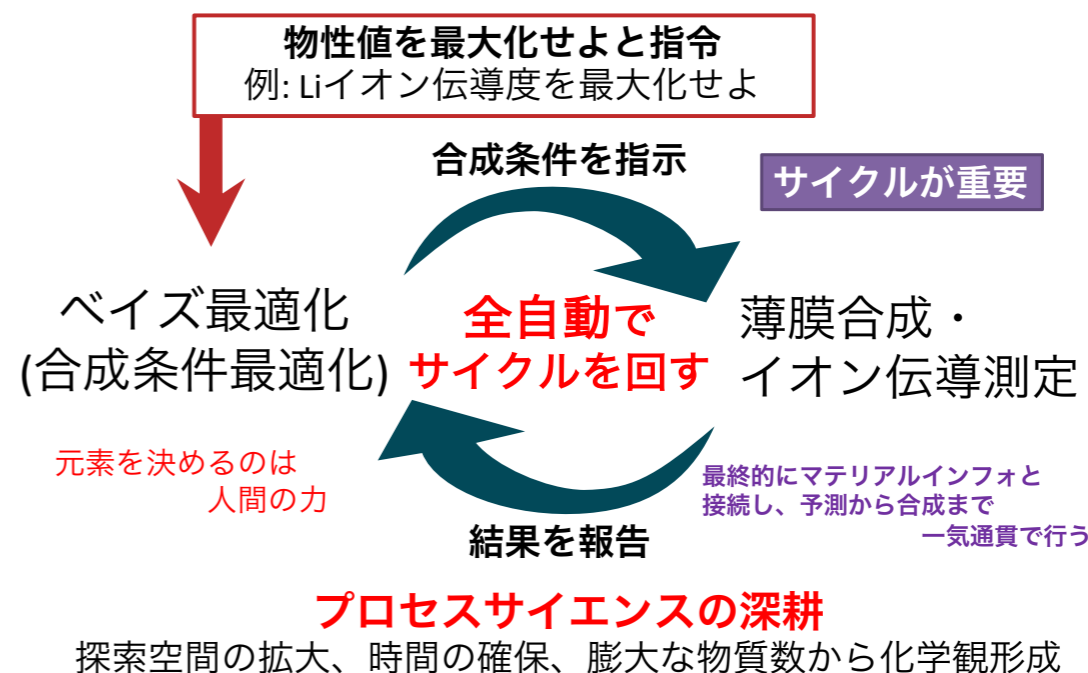 物性値を最大化せよと指令
例: Liイオン伝導度を最大化せよ
合成条件を指示
サイクルが重要
ベイズ最適化
(合成条件最適化)
全自動で
サイクルを回す
薄膜合成・
イオン伝導測定
元素を決めるのは
人間の力
最終的にマテリアルインフォと
接続し、予測から合成まで
一気通貫で行う
結果を報告
プロセスサイエンスの深耕
探索空間の拡大、時間の確保、膨大な物質数から化学観形成